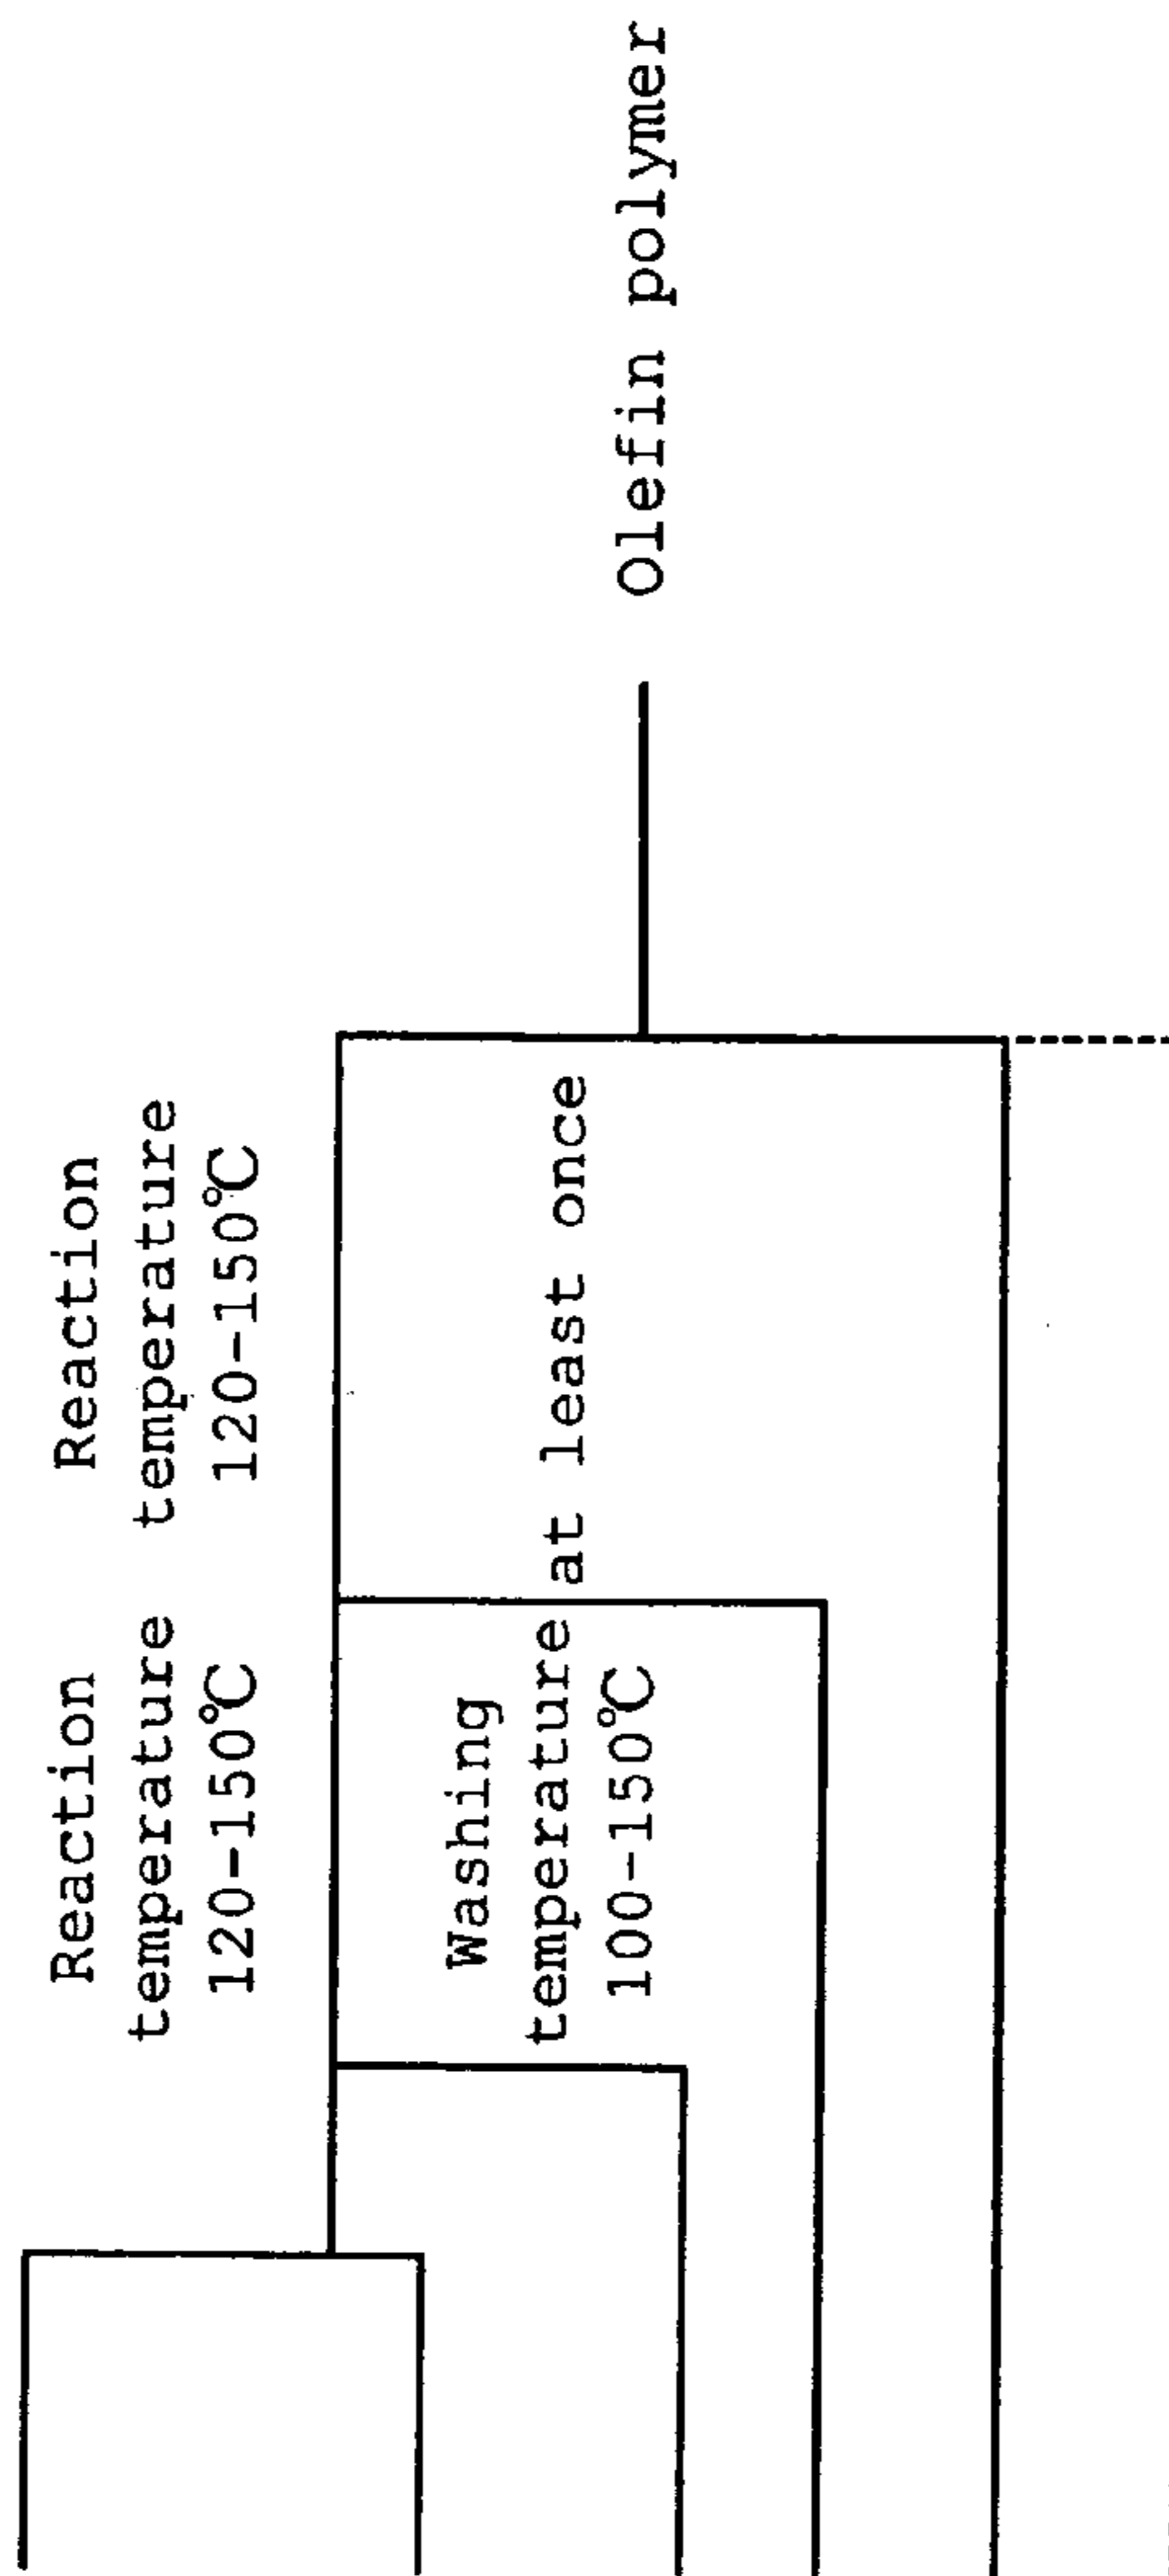 Reaction
temperature
120-150℃
Reaction
temperature
120-150℃
Washing
temperature
100-150℃
at least once
Olefin polymer